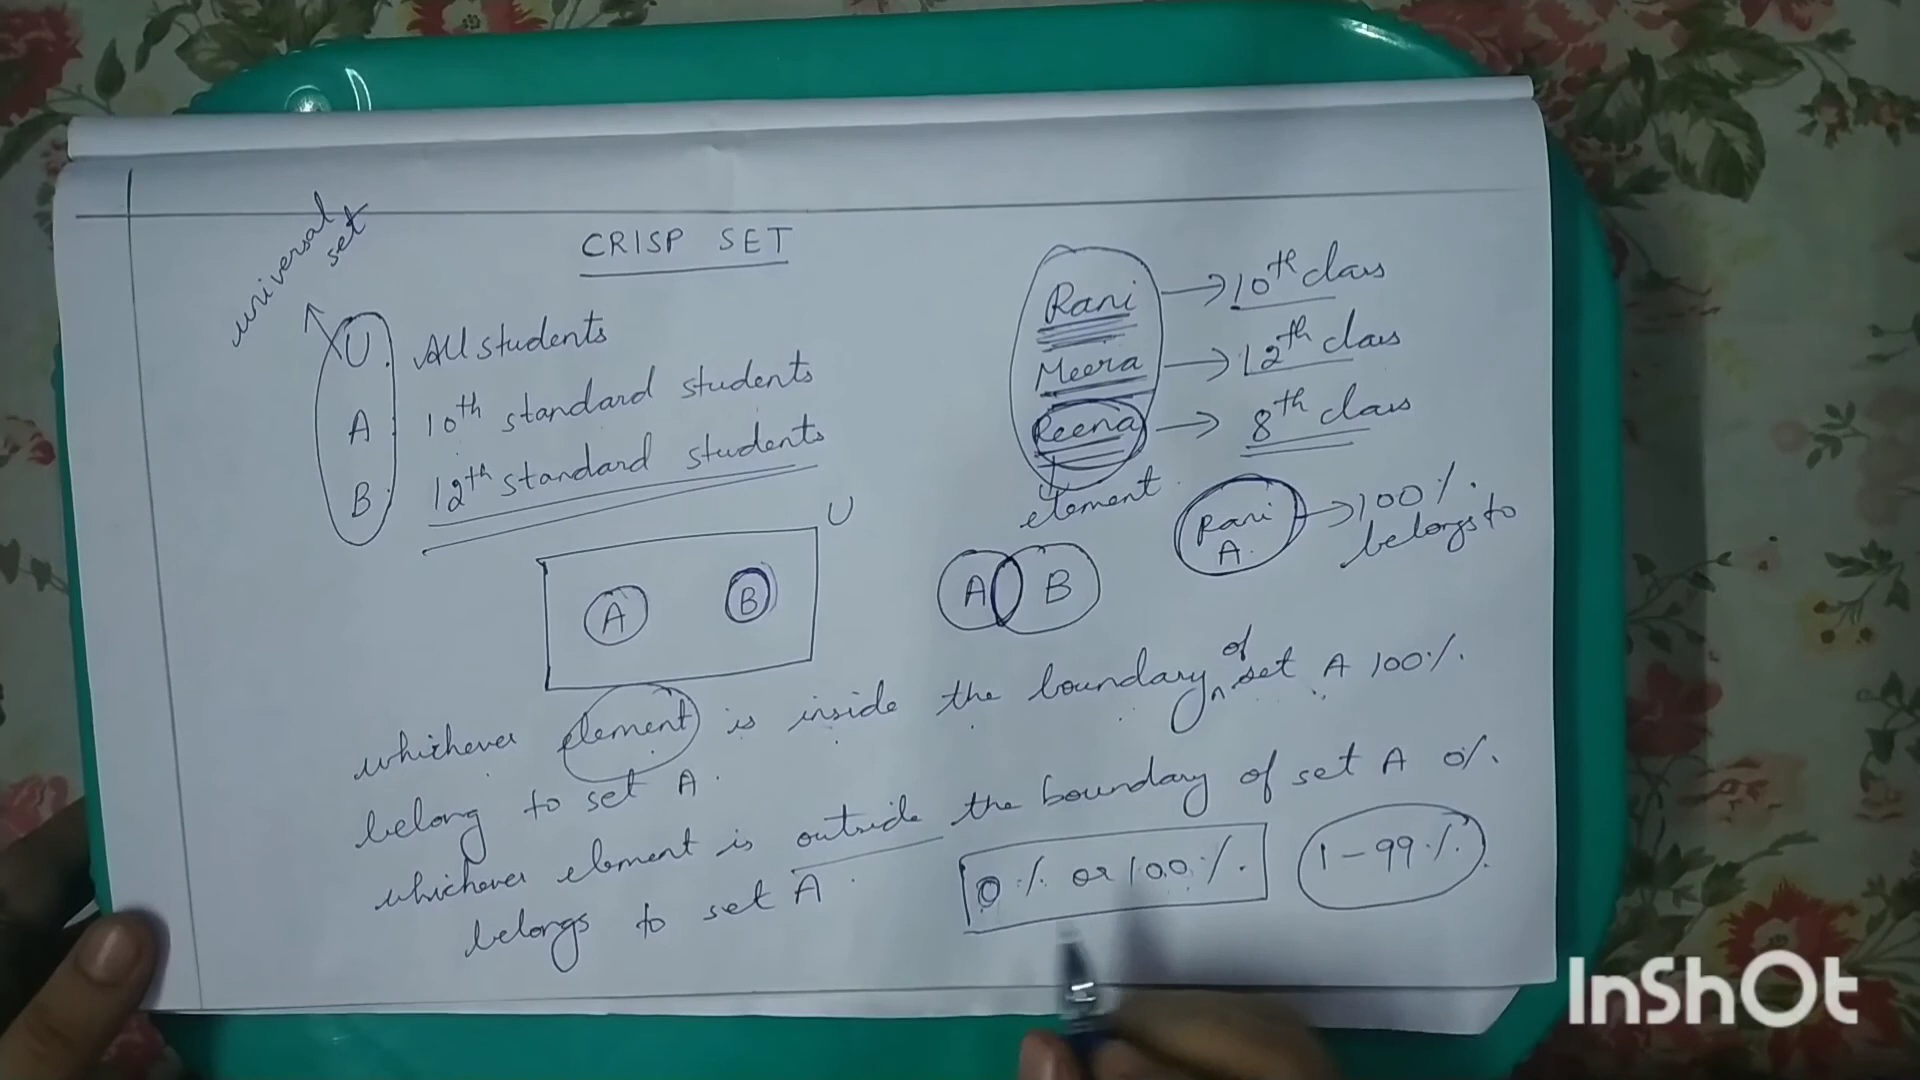 universal
set
CRISP SET
U. All students
A 10th standard students
B. 12th standard students
Rani → 10th class
Meera → 12th class
Reena → 8th class
element
Rani
A.
→ 100%.
belongs to
U
A
B
A
B
whichever element is inside the boundary of set A 100%.
belong to set A.
whichever element is outside the boundary of set A 0%.
belongs to set A.
0% or 100%.
1-99%.
InShOt